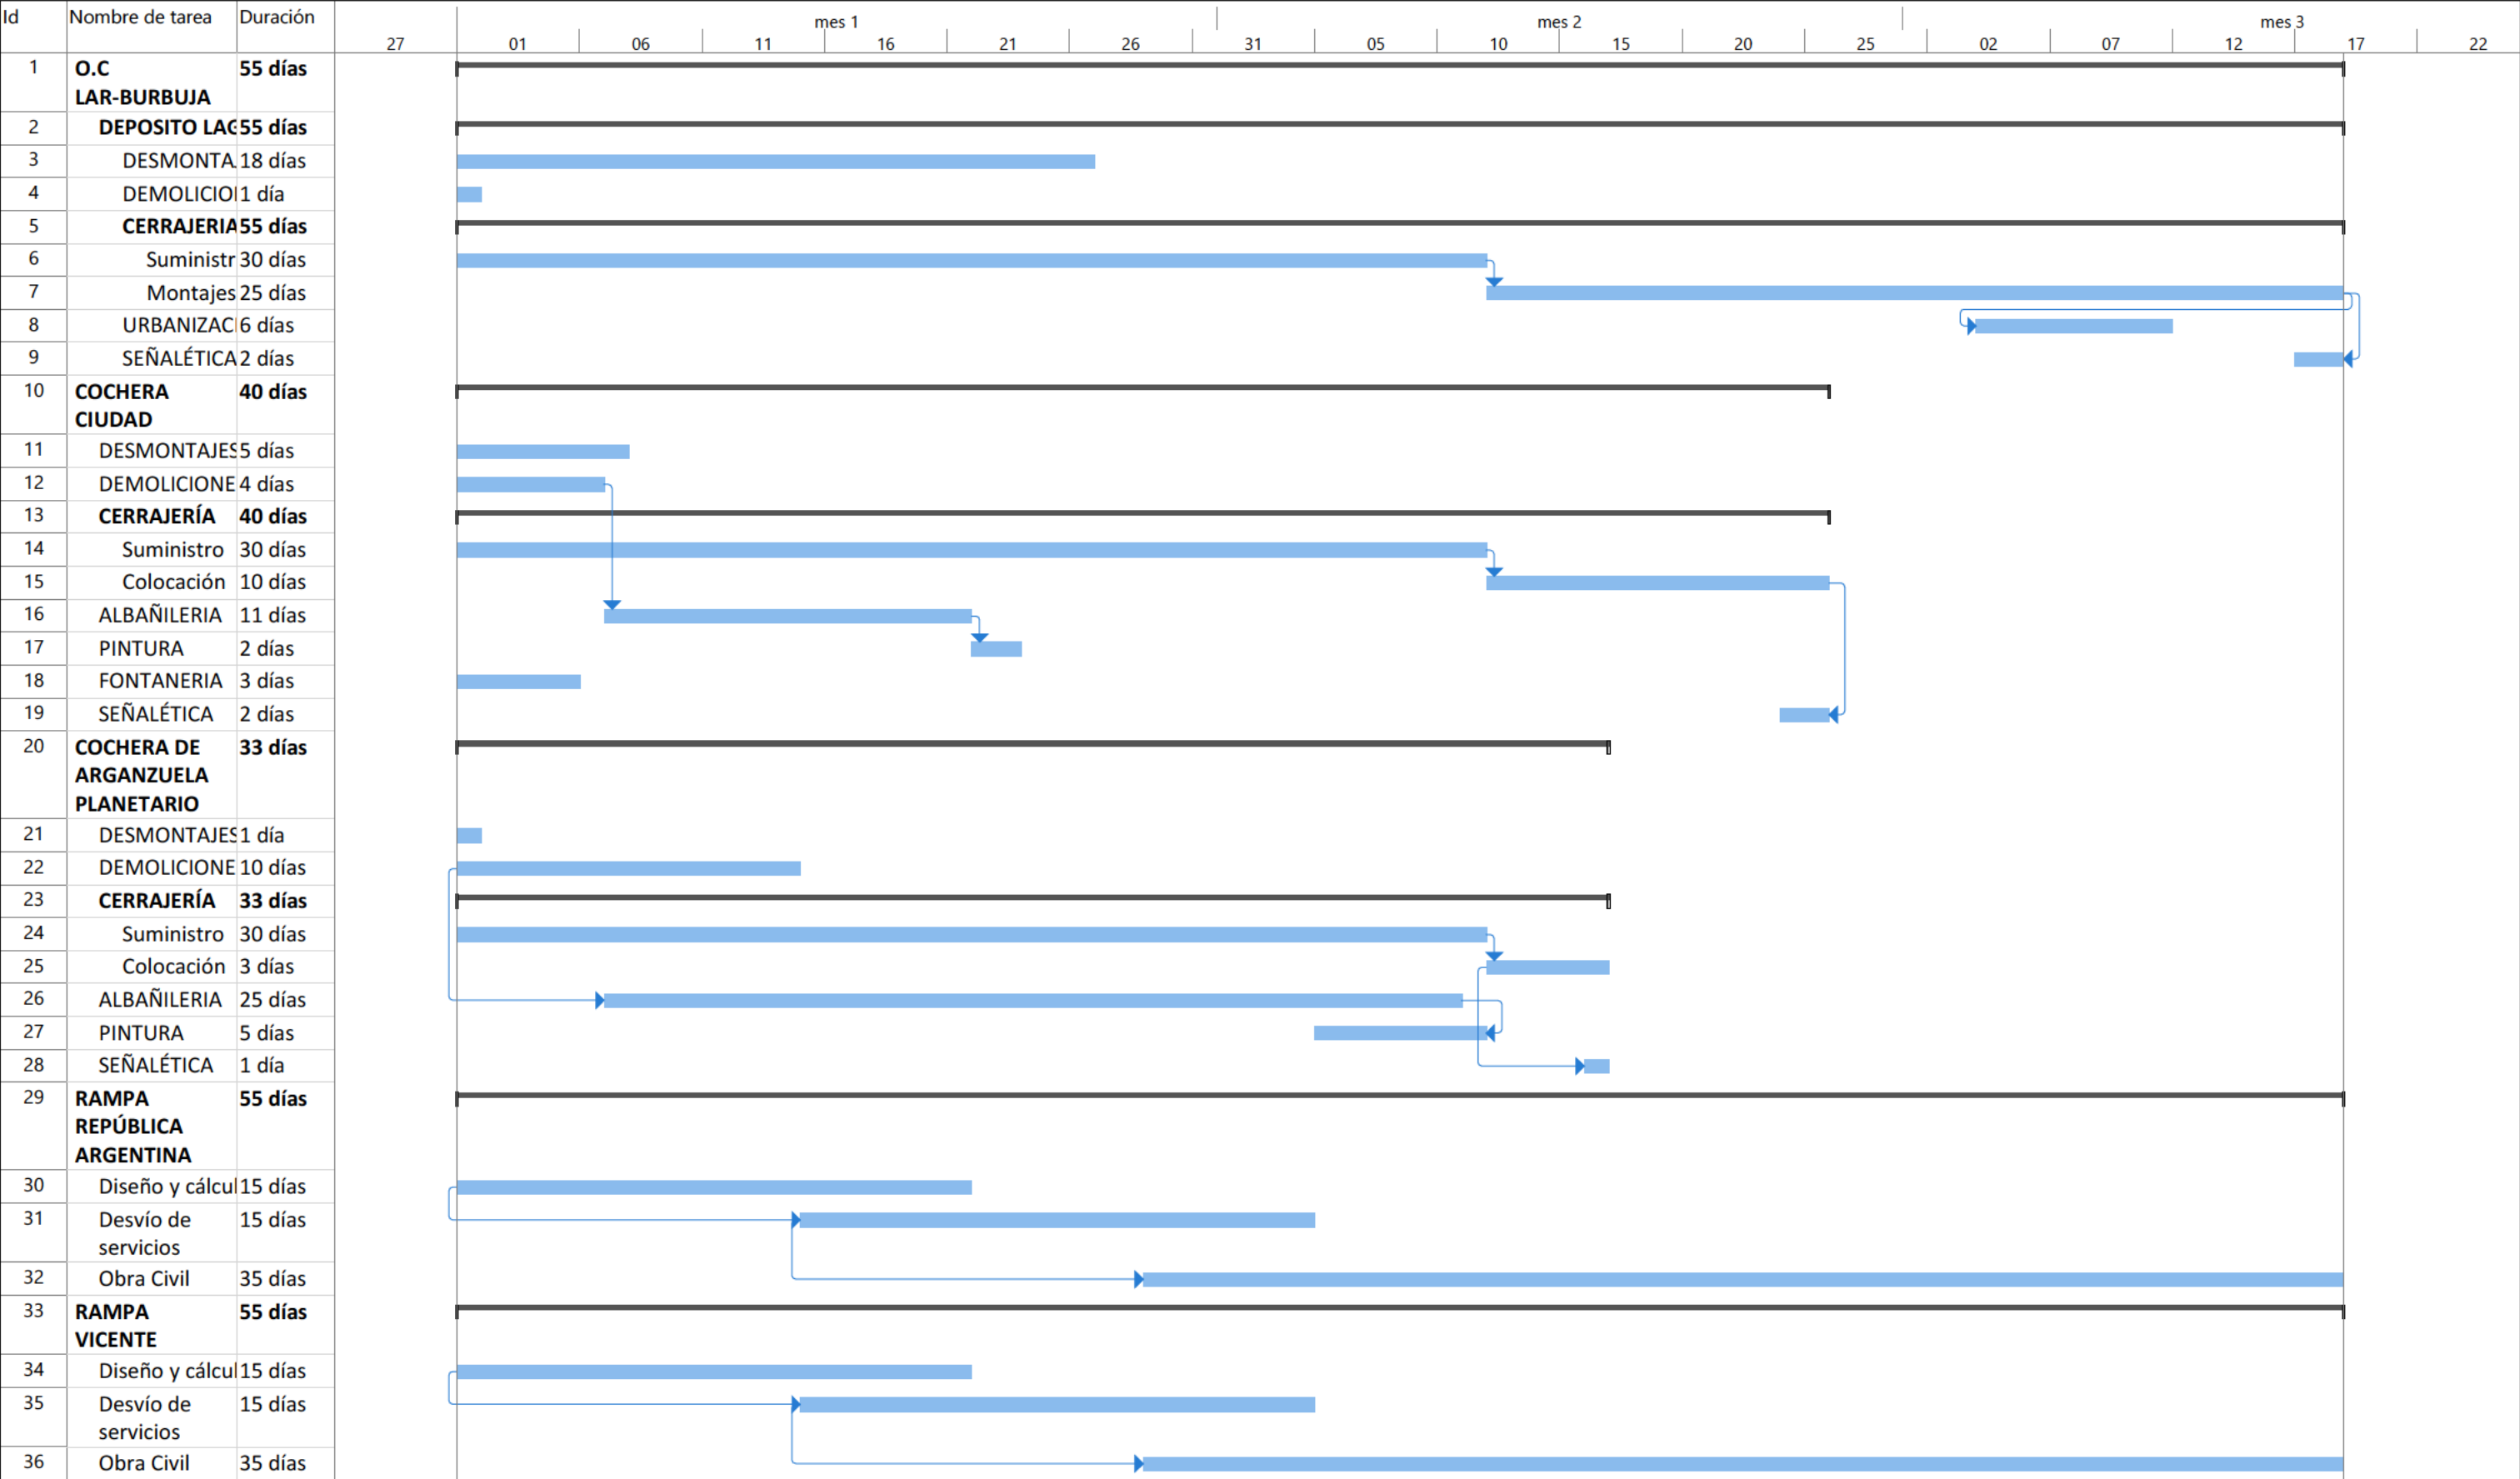 Id Nombre de tarea Duración
mes 1 mes 2 mes 3
27 01 06 11 16 21 26 31 05 10 15 20 25 02 07 12 17 22
1 O.C 55 días
LAR-BURBUJA
2 DEPOSITO LAG 55 días
3 DESMONTA 18 días
4 DEMOLICIO 1 día
5 CERRAJERIA 55 días
6 Suministr 30 días
7 Montajes 25 días
8 URBANIZACI 6 días
9 SEÑALÉTICA 2 días
10 COCHERA 40 días
CIUDAD
11 DESMONTAJES 5 días
12 DEMOLICIONE 4 días
13 CERRAJERÍA 40 días
14 Suministro 30 días
15 Colocación 10 días
16 ALBAÑILERIA 11 días
17 PINTURA 2 días
18 FONTANERIA 3 días
19 SEÑALÉTICA 2 días
20 COCHERA DE 33 días
ARGANZUELA
PLANETARIO
21 DESMONTAJES 1 día
22 DEMOLICIONE 10 días
23 CERRAJERÍA 33 días
24 Suministro 30 días
25 Colocación 3 días
26 ALBAÑILERIA 25 días
27 PINTURA 5 días
28 SEÑALÉTICA 1 día
29 RAMPA 55 días
REPÚBLICA
ARGENTINA
30 Diseño y cálcul 15 días
31 Desvío de 15 días
servicios
32 Obra Civil 35 días
33 RAMPA 55 días
VICENTE
34 Diseño y cálcul 15 días
35 Desvío de 15 días
servicios
36 Obra Civil 35 días